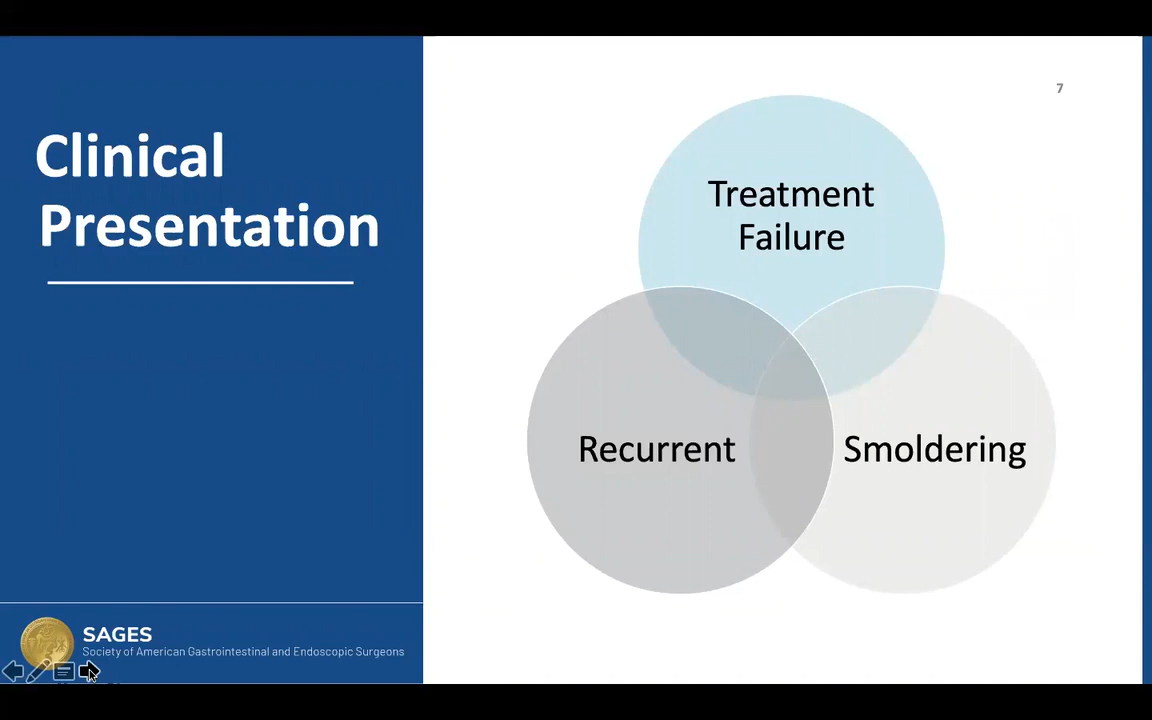 Clinical
Presentation
7
Treatment
Failure
Recurrent
Smoldering
SAGES
Society of American Gastrointestinal and Endoscopic Surgeons